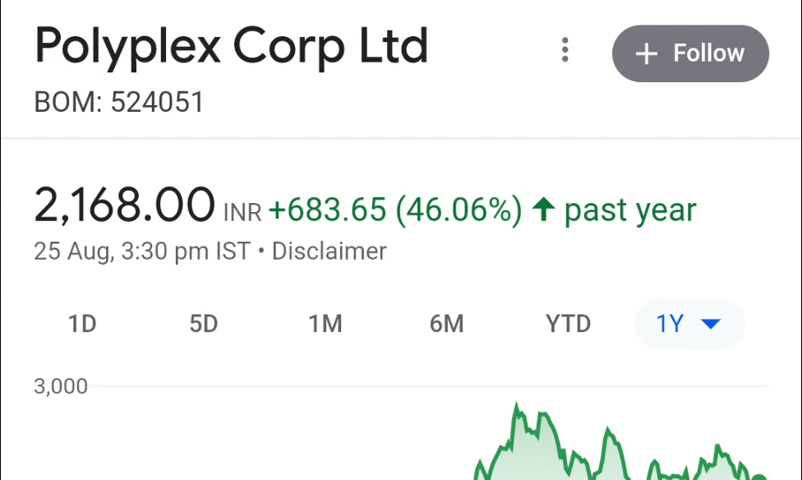 Polyplex Corp Ltd
+ Follow
BOM: 524051
2,168.00 INR +683.65 (46.06%) ↑ past year
25 Aug, 3:30 pm IST • Disclaimer
1D 5D 1M 6M YTD 1Y
3,000